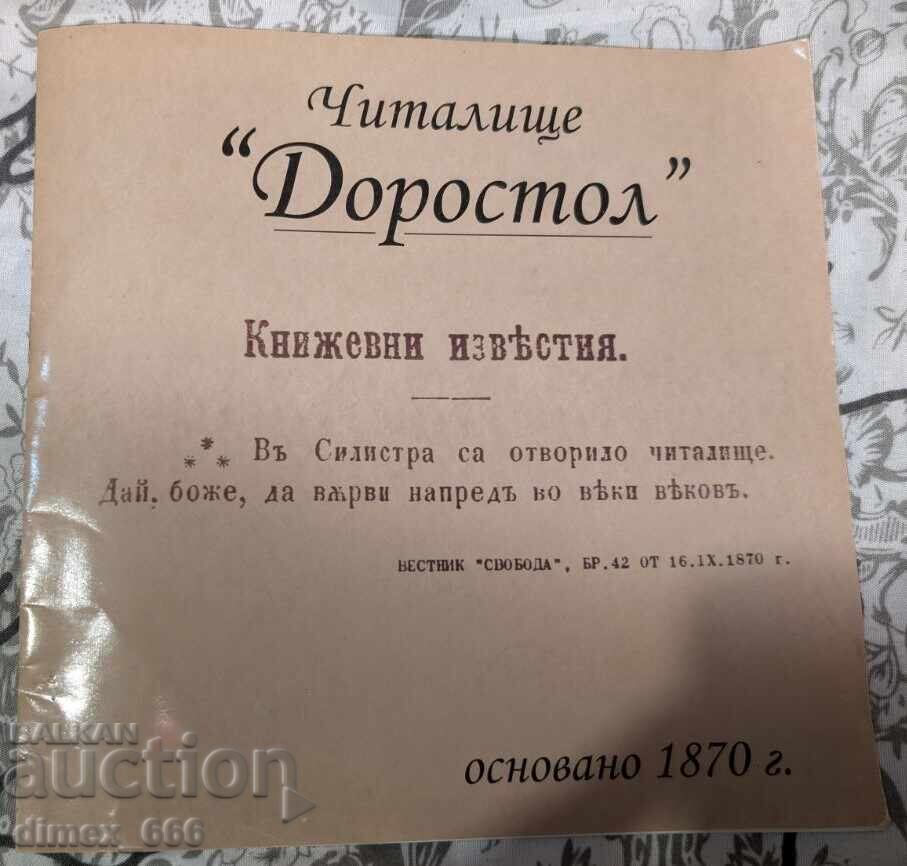 Читалище
“Доростол”
Книжевни извѣстия.
⁂ Въ Силистра са отворило читалище.
Дай, боже, да вѫрви напредъ во вѣки вѣковъ.
ВЕСТНИК "СВОБОДА", БР.42 ОТ 16.IX.1870 г.
основано 1870 г.
BALKAN
auction
dimex_666